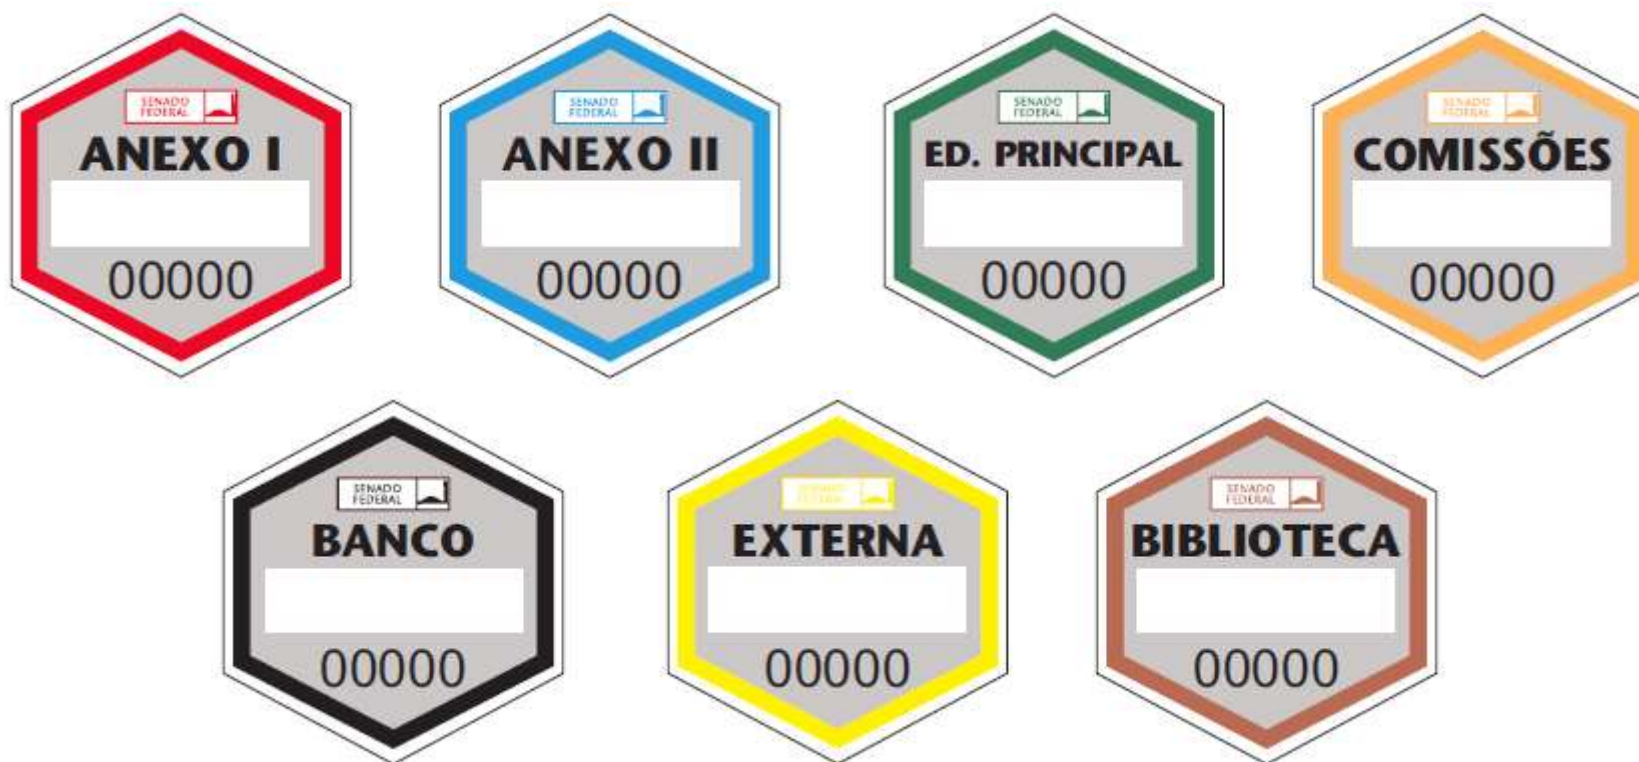 SENADO
FEDERAL
ANEXO I
00000
SENADO
FEDERAL
ANEXO II
00000
SENADO
FEDERAL
ED. PRINCIPAL
00000
SENADO
FEDERAL
COMISSÕES
00000
SENADO
FEDERAL
BANCO
00000
SENADO
FEDERAL
EXTERNA
00000
SENADO
FEDERAL
BIBLIOTECA
00000